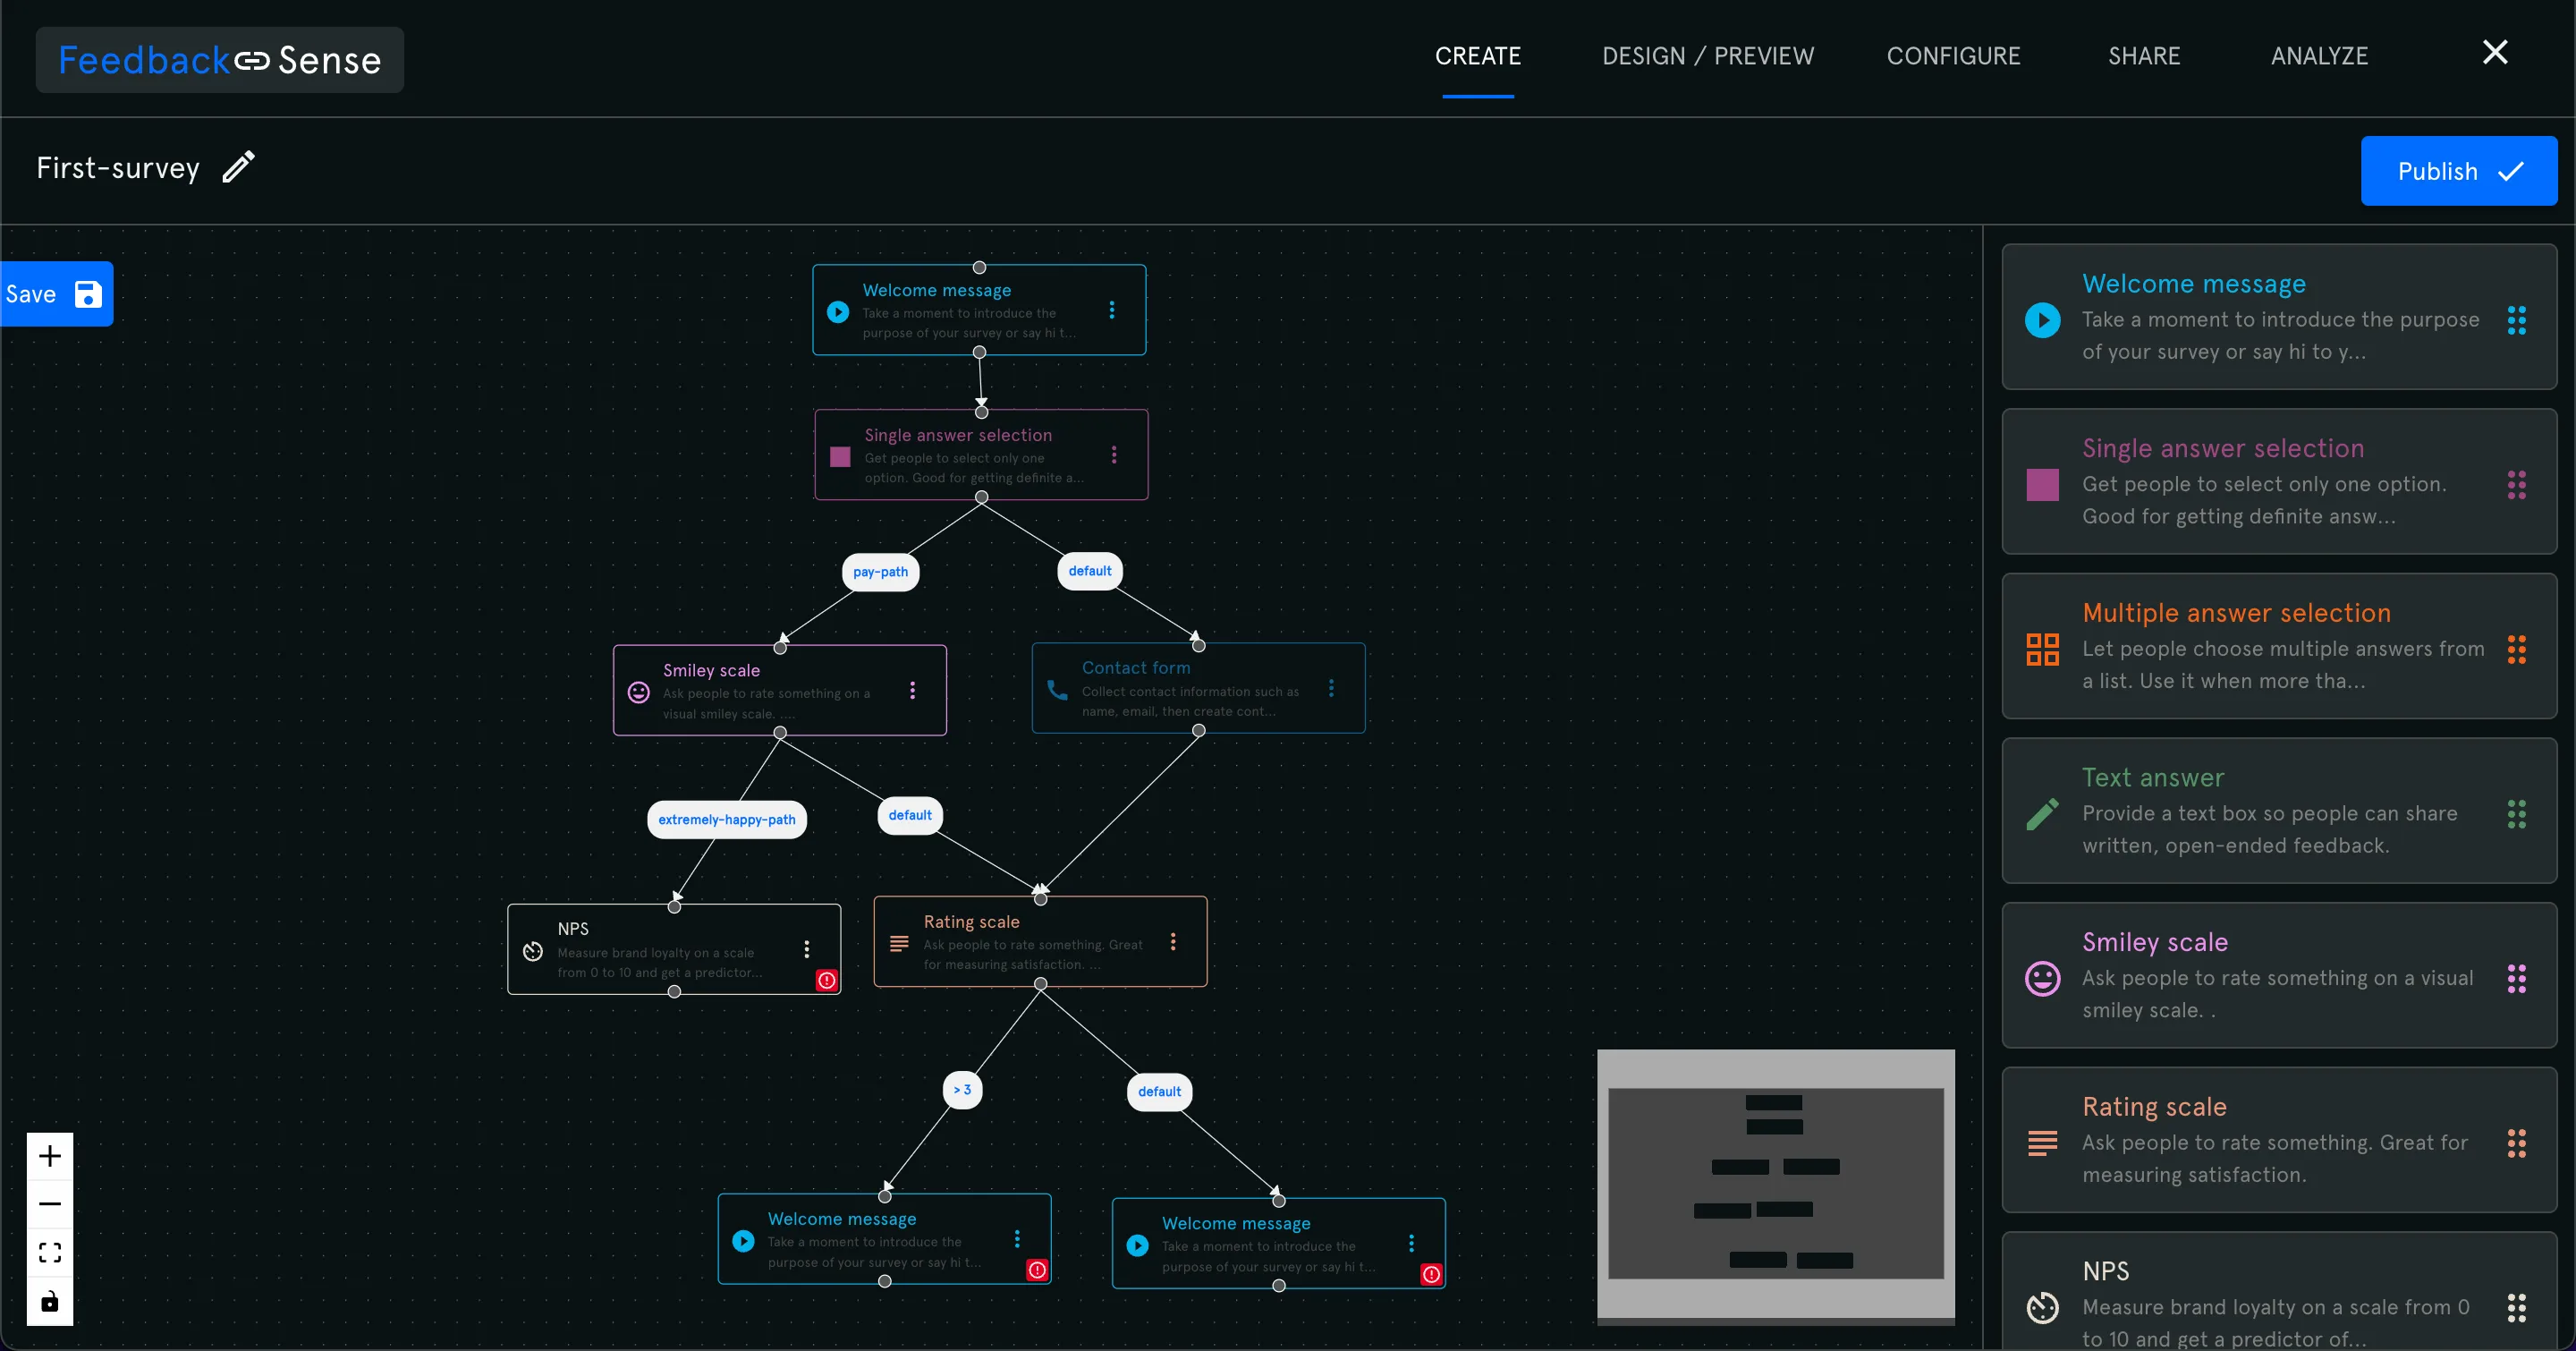 Feedback Sense
CREATE
DESIGN / PREVIEW
CONFIGURE
SHARE
ANALYZE
First-survey
Publish
Save
Welcome message
Take a moment to introduce the
purpose of your survey or say hi t...
Single answer selection
Get people to select only one
option. Good for getting definite a...
pay-path
default
Smiley scale
Ask people to rate something on a
visual smiley scale. ....
Contact form
Collect contact information such as
name, email, then create cont...
extremely-happy-path
default
NPS
Measure brand loyalty on a scale
from 0 to 10 and get a predictor...
Rating scale
Ask people to rate something. Great
for measuring satisfaction. ...
> 3
default
Welcome message
Take a moment to introduce the
purpose of your survey or say hi t...
Welcome message
Take a moment to introduce the
purpose of your survey or say hi t...
Welcome message
Take a moment to introduce the purpose
of your survey or say hi to y...
Single answer selection
Get people to select only one option.
Good for getting definite answ...
Multiple answer selection
Let people choose multiple answers from
a list. Use it when more tha...
Text answer
Provide a text box so people can share
written, open-ended feedback.
Smiley scale
Ask people to rate something on a visual
smiley scale. .
Rating scale
Ask people to rate something. Great for
measuring satisfaction.
NPS
Measure brand loyalty on a scale from 0
to 10 and get a predictor of...